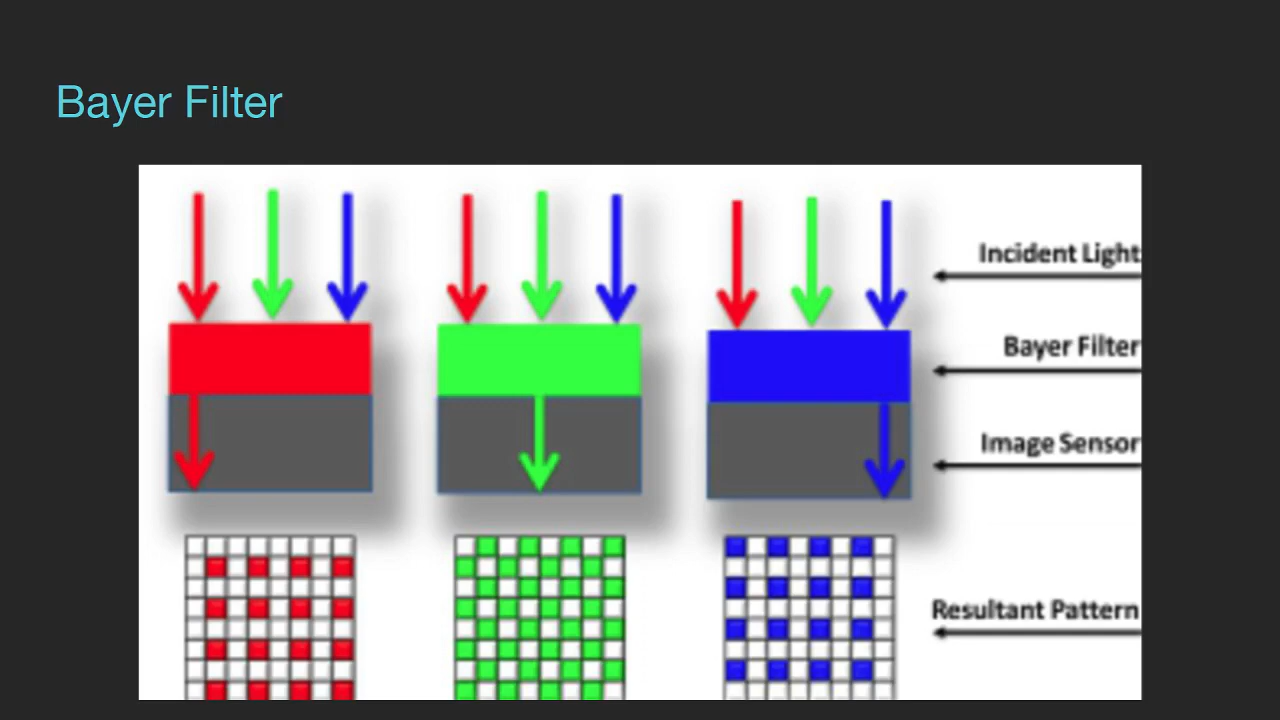 Bayer Filter
Incident Light
Bayer Filter
Image Sensor
Resultant Pattern